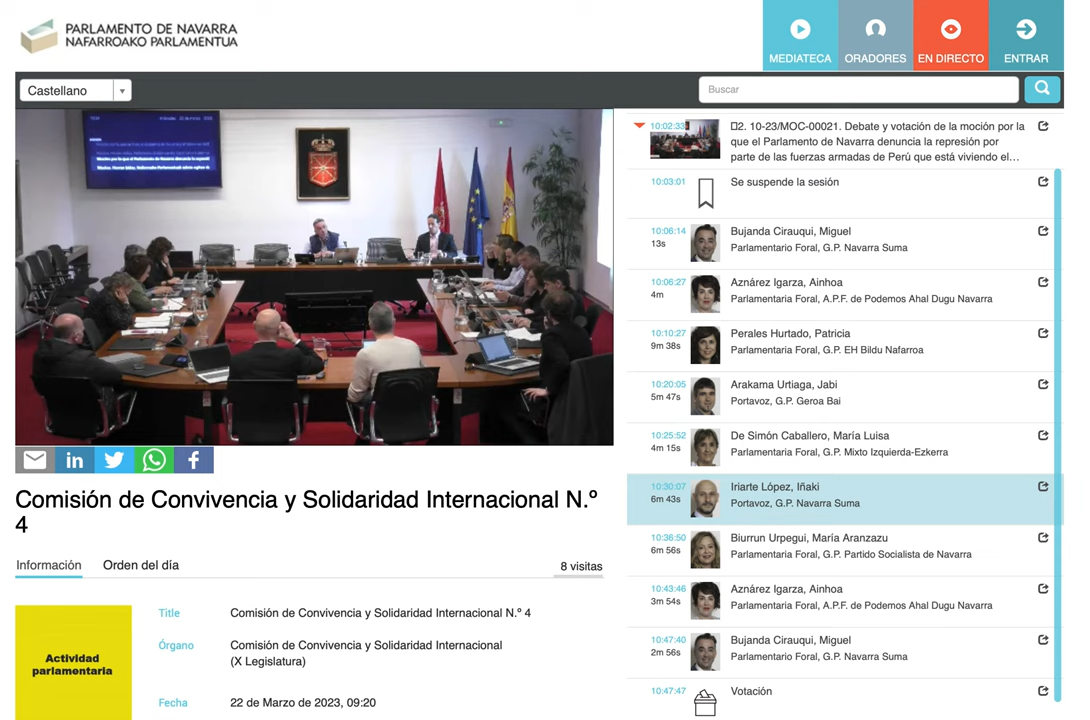 PARLAMENTO DE NAVARRA
NAFARROAKO PARLAMENTUA
MEDIATECA
ORADORES
EN DIRECTO
ENTRAR
Castellano
Buscar
10:02:33
2. 10-23/MOC-00021. Debate y votación de la moción por la
que el Parlamento de Navarra denuncia la represión por
parte de las fuerzas armadas de Perú que está viviendo el...
10:03:01
Se suspende la sesión
10:06:14
Bujanda Cirauqui, Miguel
13s
Parlamentario Foral, G.P. Navarra Suma
10:06:27
Aznárez Igarza, Ainhoa
4m
Parlamentaria Foral, A.P.F. de Podemos Ahal Dugu Navarra
10:10:27
Perales Hurtado, Patricia
9m 38s
Parlamentaria Foral, G.P. EH Bildu Nafarroa
10:20:05
Arakama Urtiaga, Jabi
5m 47s
Portavoz, G.P. Geroa Bai
10:25:52
De Simón Caballero, María Luisa
4m 15s
Parlamentaria Foral, G.P. Mixto Izquierda-Ezkerra
10:30:07
Iriarte López, Iñaki
6m 43s
Portavoz, G.P. Navarra Suma
10:36:50
Biurrun Urpegui, María Aranzazu
6m 56s
Parlamentaria Foral, G.P. Partido Socialista de Navarra
10:43:46
Aznárez Igarza, Ainhoa
3m 54s
Parlamentaria Foral, A.P.F. de Podemos Ahal Dugu Navarra
10:47:40
Bujanda Cirauqui, Miguel
2m 56s
Parlamentario Foral, G.P. Navarra Suma
10:47:47
Votación
in
f
Comisión de Convivencia y Solidaridad Internacional N.º
4
Información
Orden del día
8 visitas
Actividad
parlamentaria
Title
Comisión de Convivencia y Solidaridad Internacional N.º 4
Órgano
Comisión de Convivencia y Solidaridad Internacional
(X Legislatura)
Fecha
22 de Marzo de 2023, 09:20